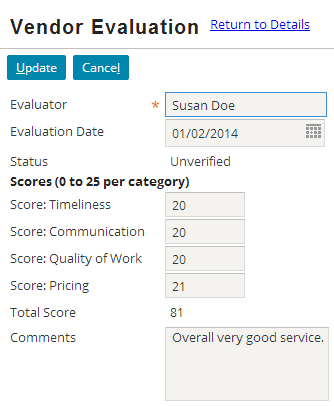 Vendor Evaluation Return to Details
Update Cancel
Evaluator * Susan Doe
Evaluation Date 01/02/2014
Status Unverified
Scores (0 to 25 per category)
Score: Timeliness 20
Score: Communication 20
Score: Quality of Work 20
Score: Pricing 21
Total Score 81
Comments Overall very good service.